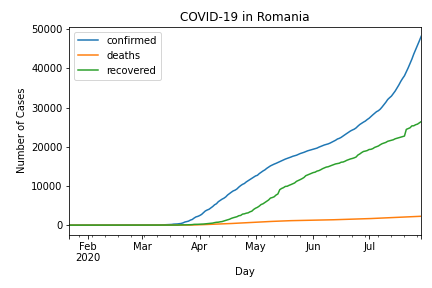 COVID-19 in Romania
confirmed
deaths
recovered
Number of Cases
50000
40000
30000
20000
10000
0
Feb
2020
Mar
Apr
May
Jun
Jul
Day